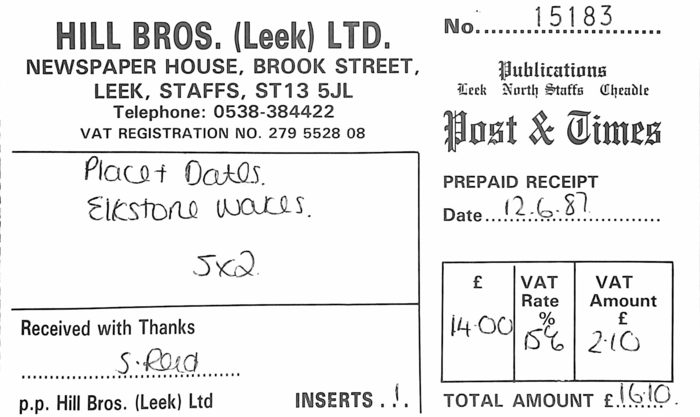 HILL BROS. (Leek) LTD.
NEWSPAPER HOUSE, BROOK STREET,
LEEK, STAFFS, ST13 5JL
Telephone: 0538-384422
VAT REGISTRATION NO. 279 5528 08
Place + Dates.
Elkstone Wakes.
5x2
Received with Thanks
S. Reid
p.p. Hill Bros. (Leek) Ltd
INSERTS . 1 .
No. 15183
Publications
Leek North Staffs Cheadle
Post & Times
PREPAID RECEIPT
Date 12.6.87
£ VAT Rate % VAT Amount £
14.00 15% 2.10
TOTAL AMOUNT £ 16.10.